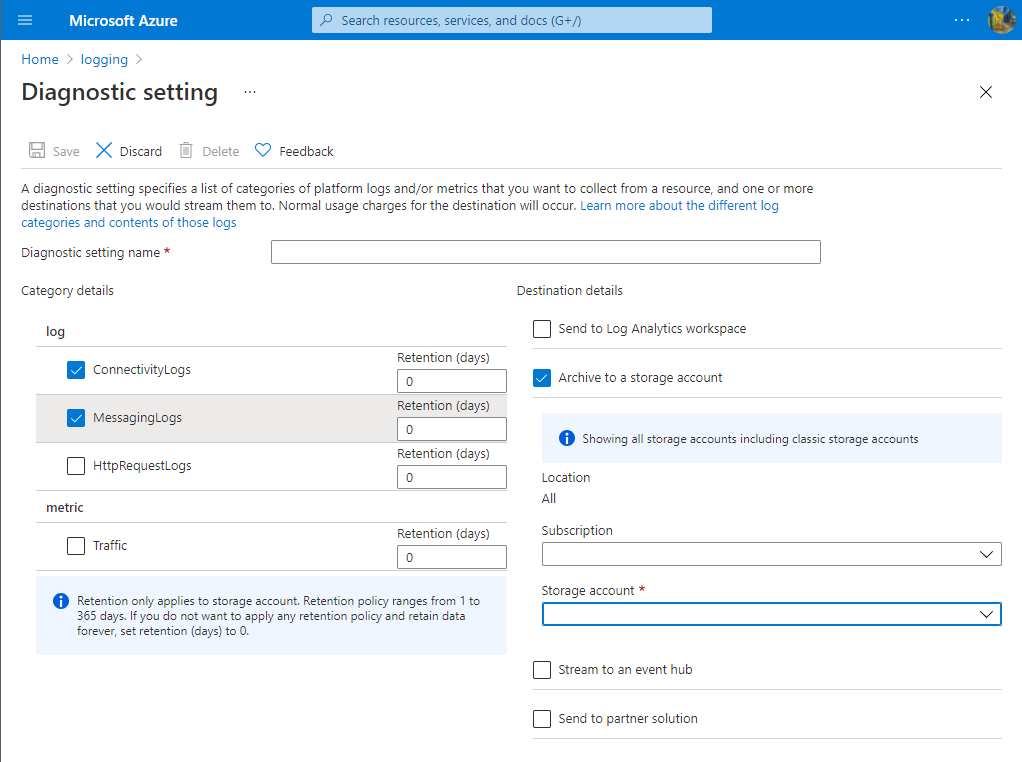 Microsoft Azure
Search resources, services, and docs (G+/)
...
Home > logging >
Diagnostic setting ...
Save Discard Delete Feedback
A diagnostic setting specifies a list of categories of platform logs and/or metrics that you want to collect from a resource, and one or more
destinations that you would stream them to. Normal usage charges for the destination will occur. Learn more about the different log
categories and contents of those logs
Diagnostic setting name *
Category details
log
ConnectivityLogs
Retention (days)
0
MessagingLogs
Retention (days)
0
HttpRequestLogs
Retention (days)
0
metric
Traffic
Retention (days)
0
Retention only applies to storage account. Retention policy ranges from 1 to
365 days. If you do not want to apply any retention policy and retain data
forever, set retention (days) to 0.
Destination details
Send to Log Analytics workspace
Archive to a storage account
Showing all storage accounts including classic storage accounts
Location
All
Subscription
Storage account *
Stream to an event hub
Send to partner solution